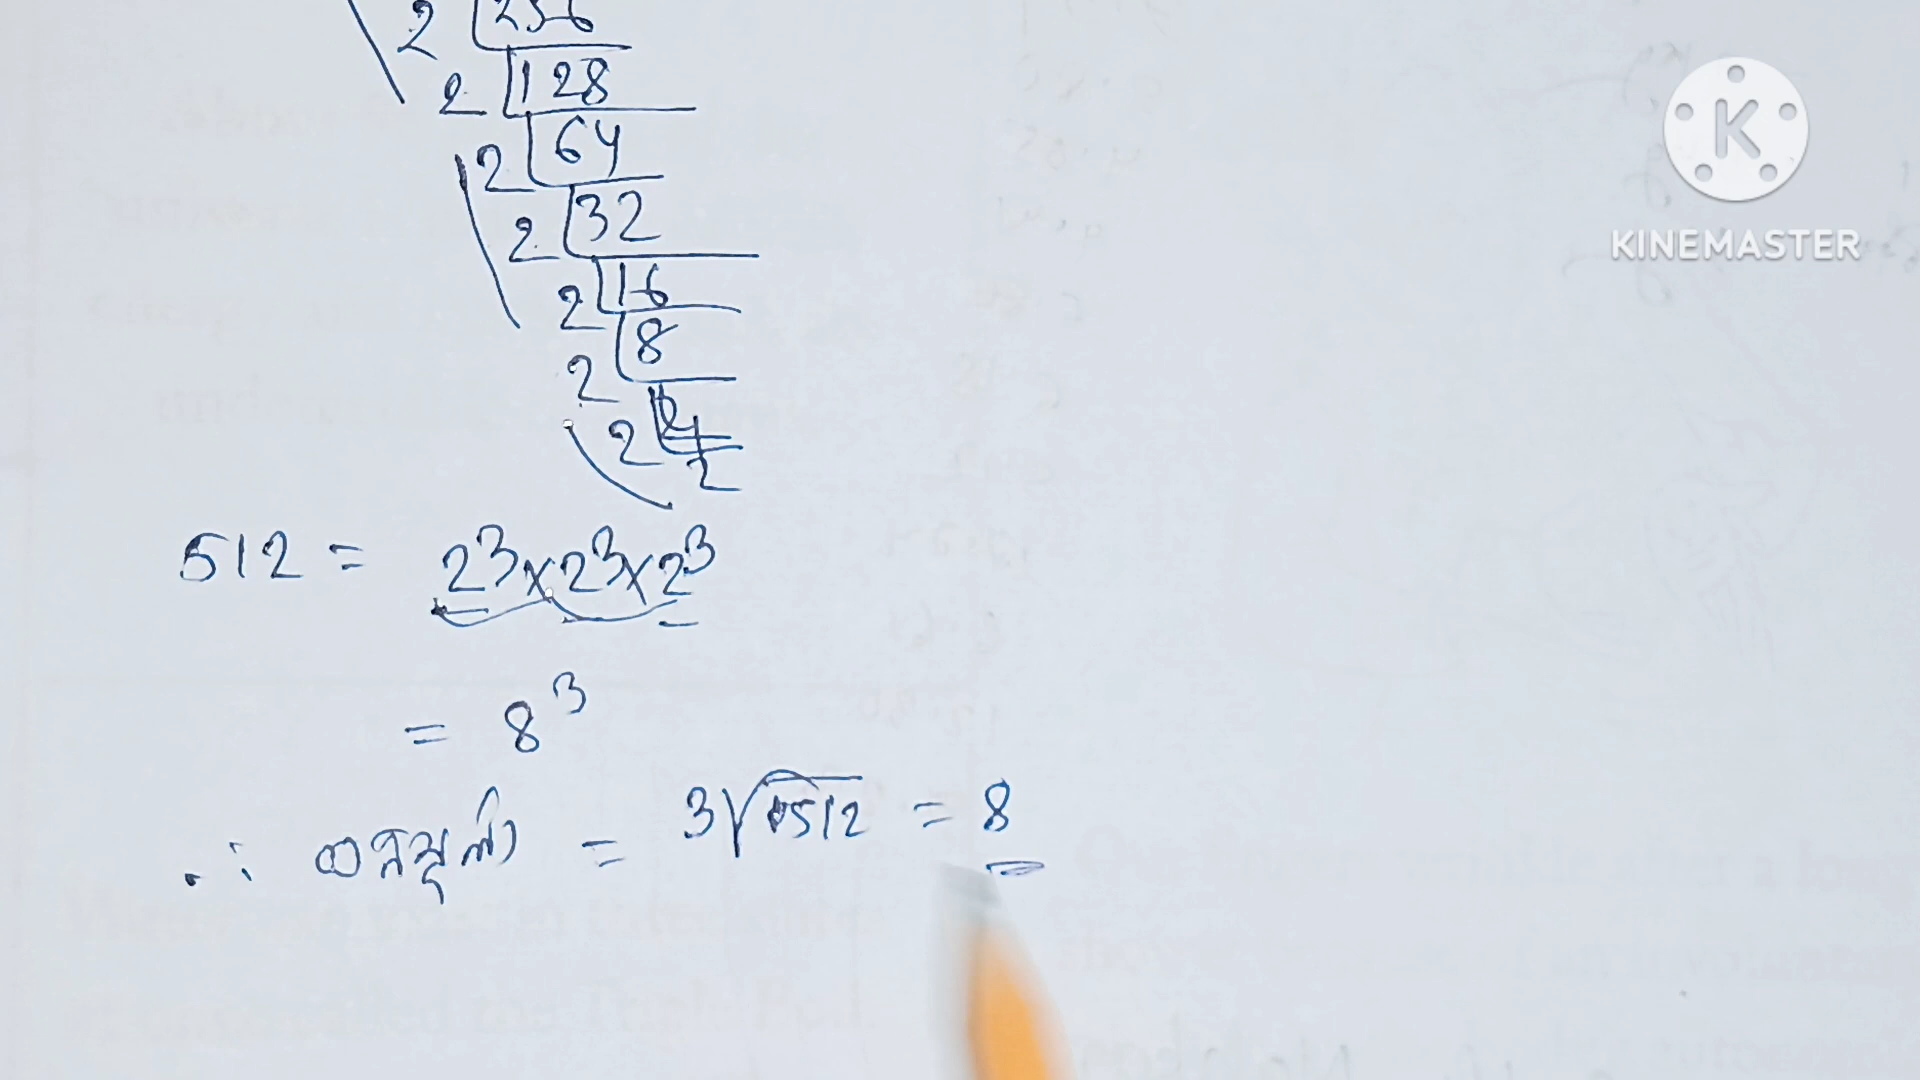 2 256
2 128
2 64
2 32
2 16
2 8
2 4
2
512 = 2³×2³×2³
= 8³
∴ = 3√512 = 8
K
KINEMASTER